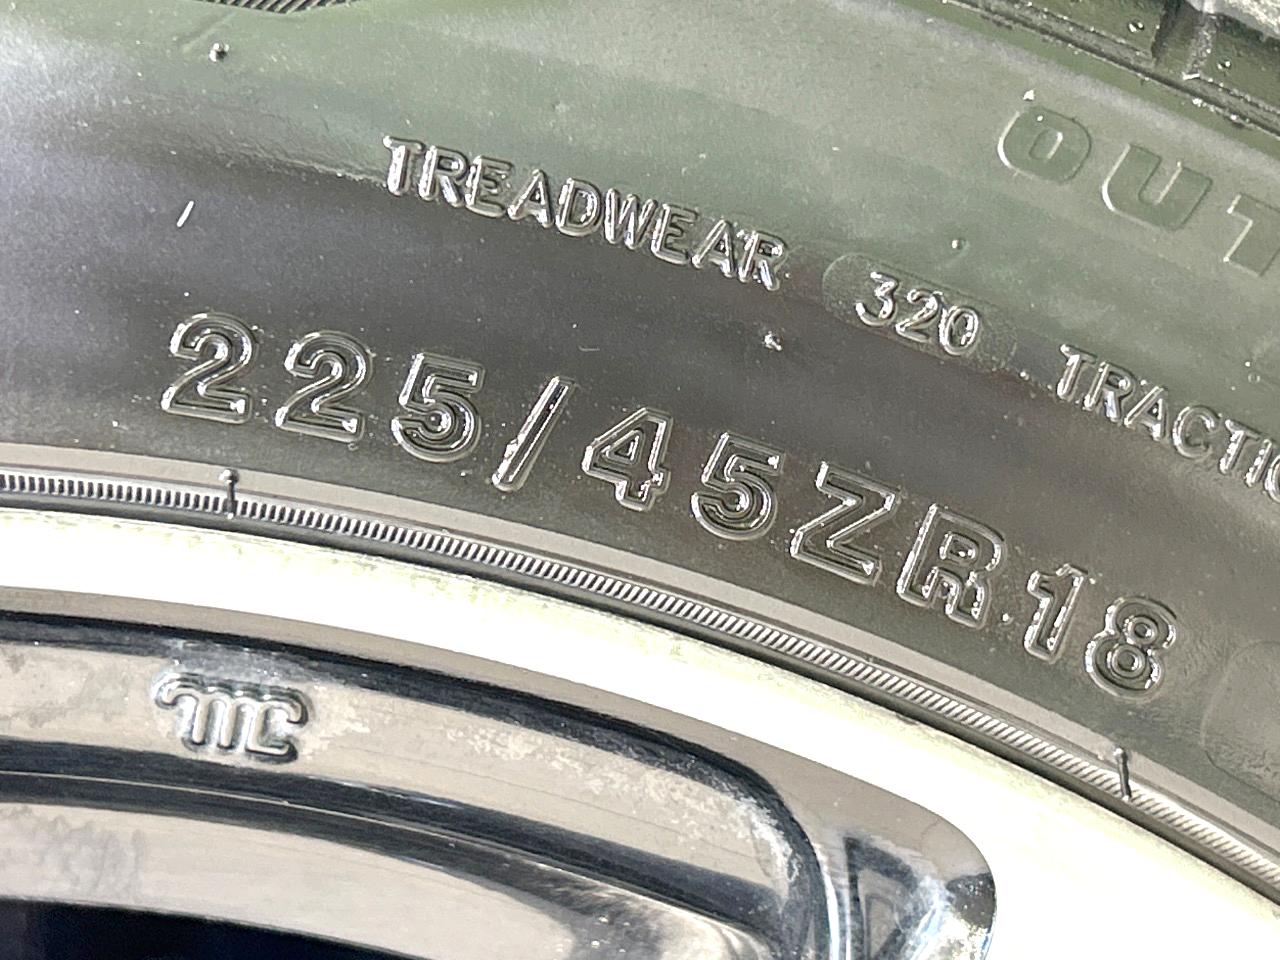 OUT
TREADWEAR 320 TRACTIO
225/45ZR18